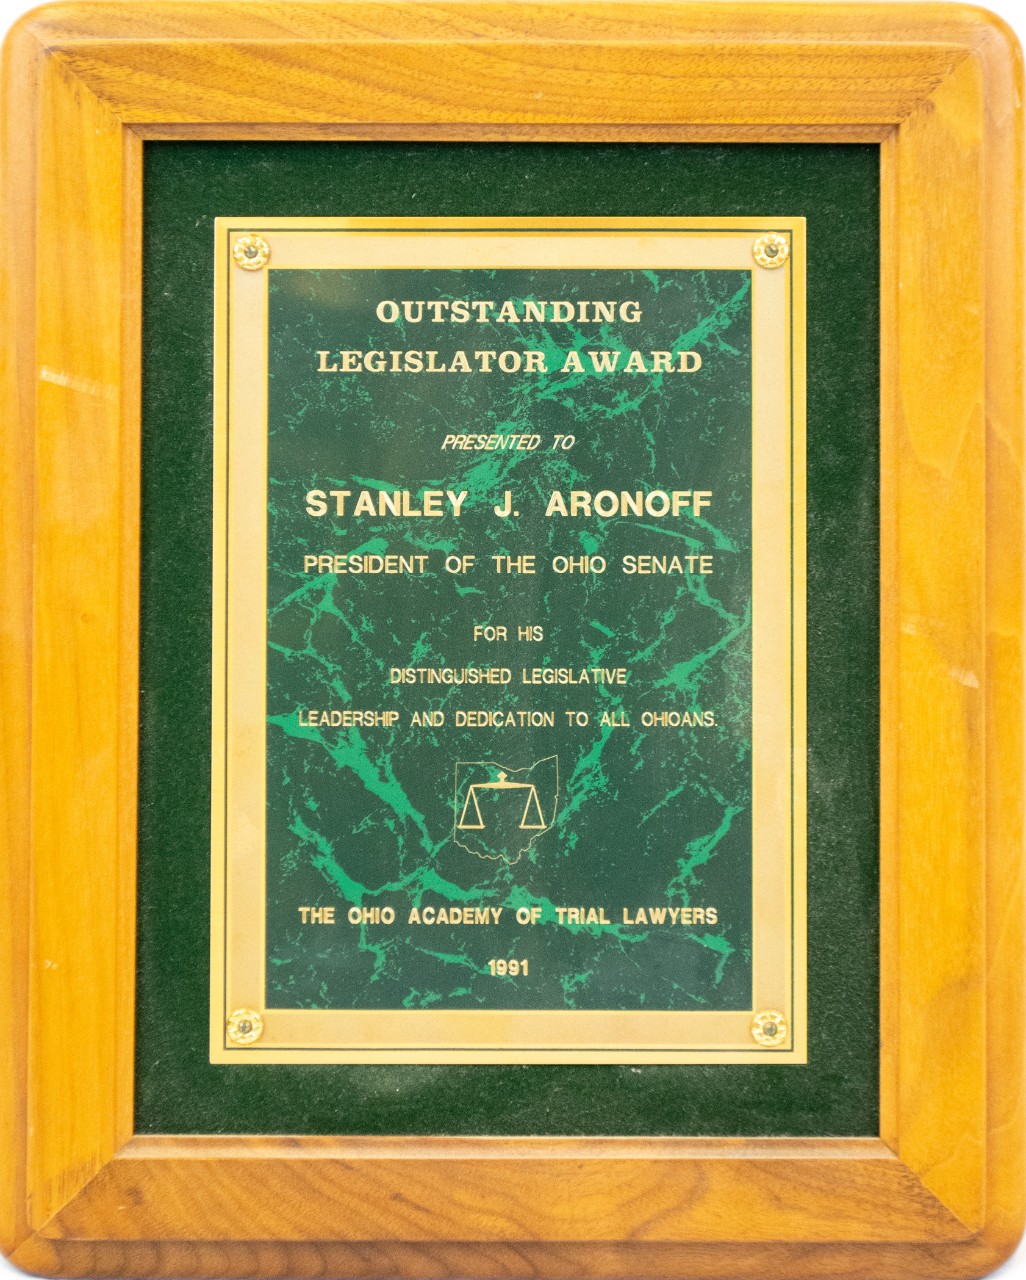 OUTSTANDING
LEGISLATOR AWARD
PRESENTED TO
STANLEY J. ARONOFF
PRESIDENT OF THE OHIO SENATE
FOR HIS
DISTINGUISHED LEGISLATIVE
LEADERSHIP AND DEDICATION TO ALL OHIOANS.
THE OHIO ACADEMY OF TRIAL LAWYERS
1991